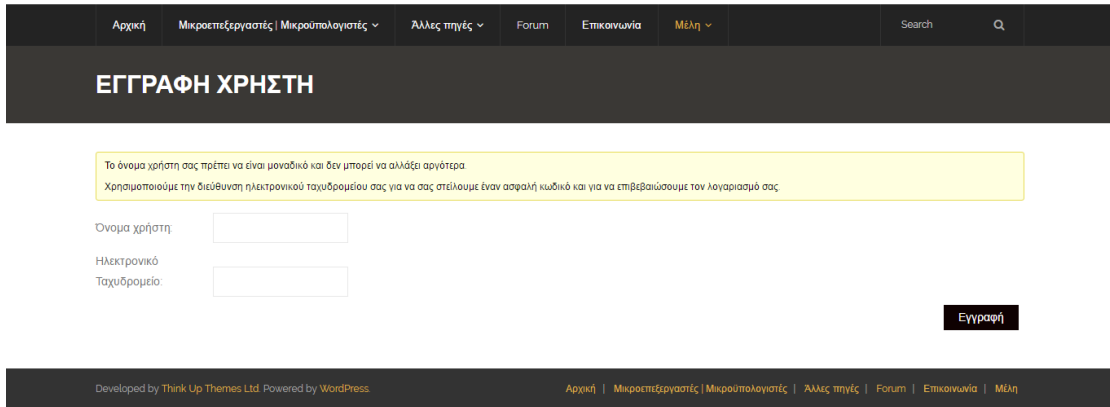 Αρχική Μικροεπεξεργαστές | Μικροϋπολογιστές Άλλες πηγές Forum Επικοινωνία Μέλη Search
ΕΓΓΡΑΦΗ ΧΡΗΣΤΗ
Το όνομα χρήστη σας πρέπει να είναι μοναδικό και δεν μπορεί να αλλάξει αργότερα.
Χρησιμοποιούμε την διεύθυνση ηλεκτρονικού ταχυδρομείου σας για να σας στείλουμε έναν ασφαλή κωδικό και για να επιβεβαιώσουμε τον λογαριασμό σας.
Όνομα χρήστη:
Ηλεκτρονικό
Ταχυδρομείο:
Εγγραφή
Developed by Think Up Themes Ltd. Powered by WordPress. Αρχική | Μικροεπεξεργαστές | Μικροϋπολογιστές | Άλλες πηγές | Forum | Επικοινωνία | Μέλη